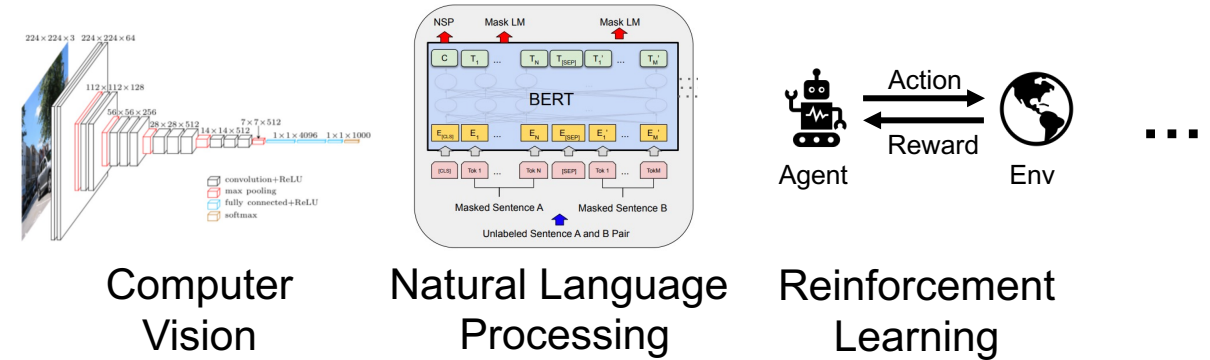 224×224×3 224×224×64
112×112×128
56×56×256
28×28×512
14×14×512
7×7×512
1×1×4096 1×1×1000
convolution+ReLU
max pooling
fully connected+ReLU
softmax
Computer
Vision
NSP Mask LM Mask LM
C T1 ... TN T[SEP] T1' ... TM'
BERT
E[CLS] E1 ... EN E[SEP] E1' ... EM'
[CLS] Tok 1 ... Tok N [SEP] Tok 1 ... TokM
Masked Sentence A Masked Sentence B
Unlabeled Sentence A and B Pair
Natural Language
Processing
Action
Reward
Agent Env
Reinforcement
Learning
...